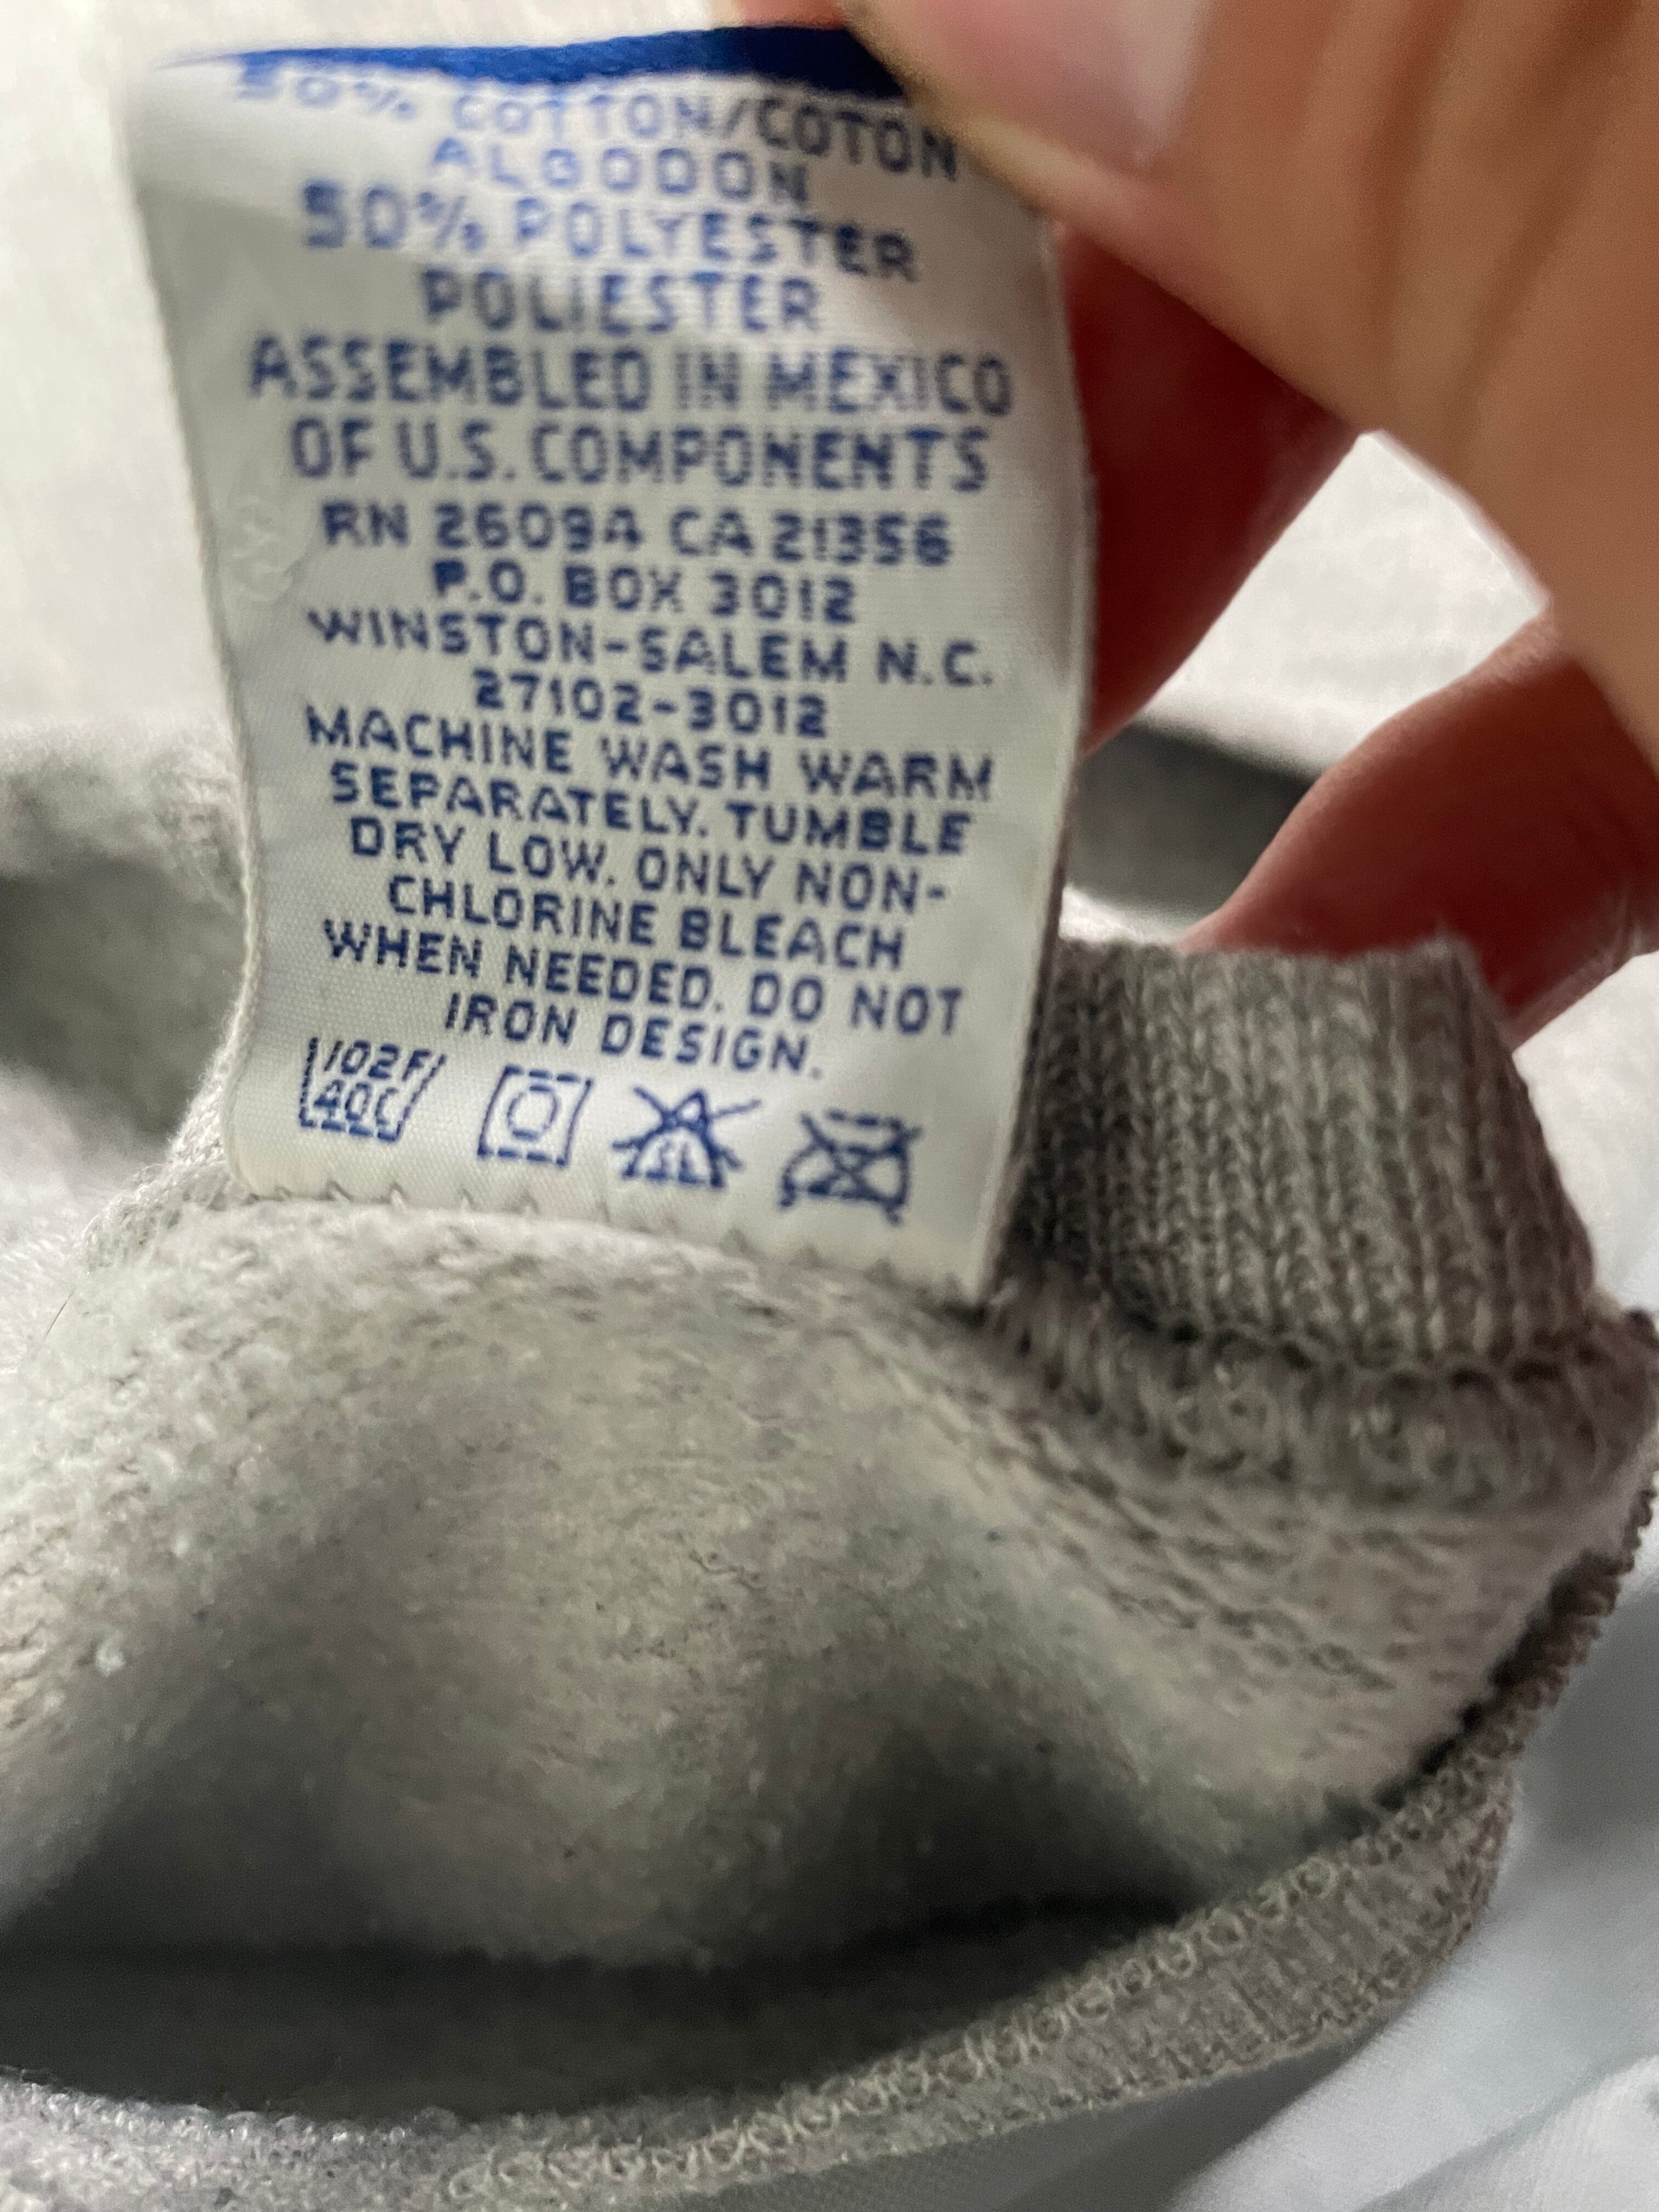 50% COTTON/COTON
ALGODON
50% POLYESTER
POLIESTER
ASSEMBLED IN MEXICO
OF U.S. COMPONENTS
RN 26094 CA 21356
P.O. BOX 3012
WINSTON-SALEM N.C.
27102-3012
MACHINE WASH WARM
SEPARATELY. TUMBLE
DRY LOW. ONLY NON-
CHLORINE BLEACH
WHEN NEEDED. DO NOT
IRON DESIGN.
102F
40C
CL